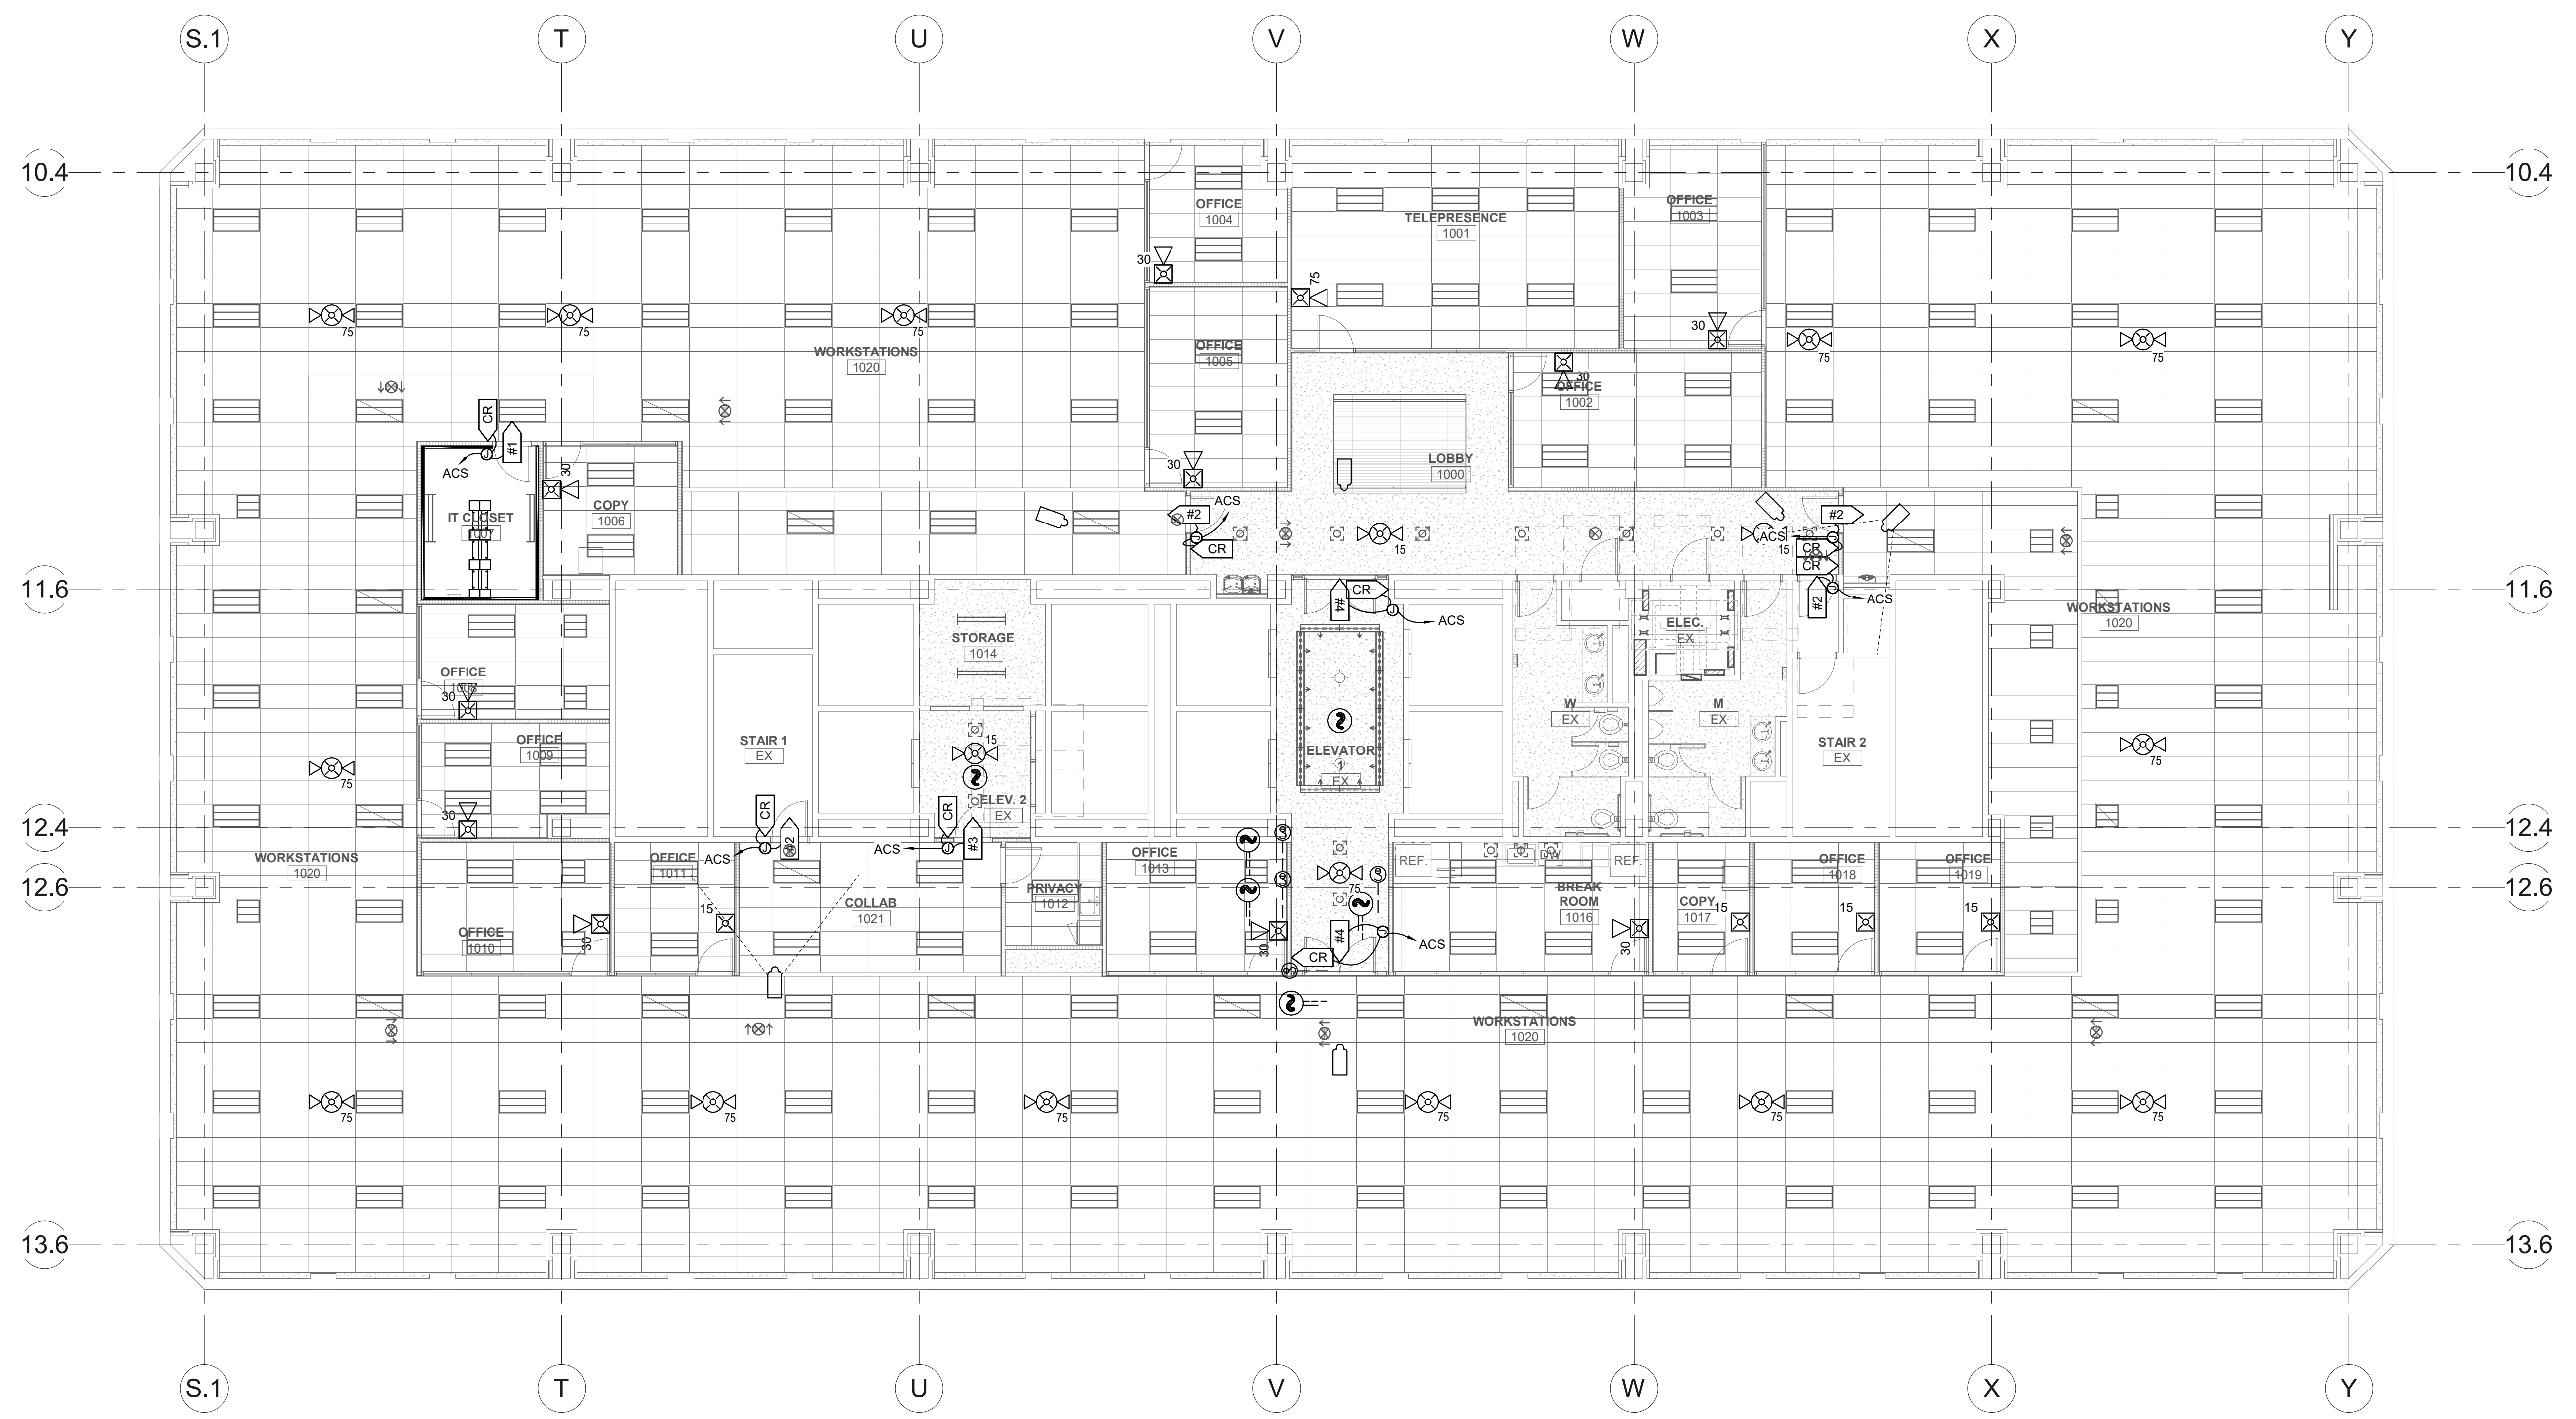 S.1 T U V W X Y
10.4 10.4
OFFICE
1004
TELEPRESENCE
1001
OFFICE
1003
30
75
30
75 75 75
75 75
WORKSTATIONS
1020
OFFICE
1005
30
OFFICE
1002
CR
#1
ACS
30
IT CLOSET
1007
COPY
1006
30
LOBBY
1000
ACS
#2
CR
15
15
ACS
#2
CR
CR
11.6 11.6
#4
CR
ACS
#2
ACS
WORKSTATIONS
1020
STORAGE
1014
ELEC.
EX
OFFICE
30
W
EX
M
EX
STAIR 1
EX
OFFICE
1009
15
ELEVATOR
1
EX
STAIR 2
EX
75
75
ELEV. 2
EX
30
CR
#2
ACS
CR
#3
ACS
12.4 12.4
WORKSTATIONS
1020
OFFICE
1011
OFFICE
1013
REF.
DW
REF.
OFFICE
1018
OFFICE
1019
12.6 12.6
PRIVACY
1012
75
BREAK
ROOM
1016
COLLAB
1021
COPY
1017
15
15
15
15
OFFICE
1010
30
30
#4
ACS
CR
30
WORKSTATIONS
1020
75 75 75 75 75 75
13.6 13.6
S.1 T U V W X Y